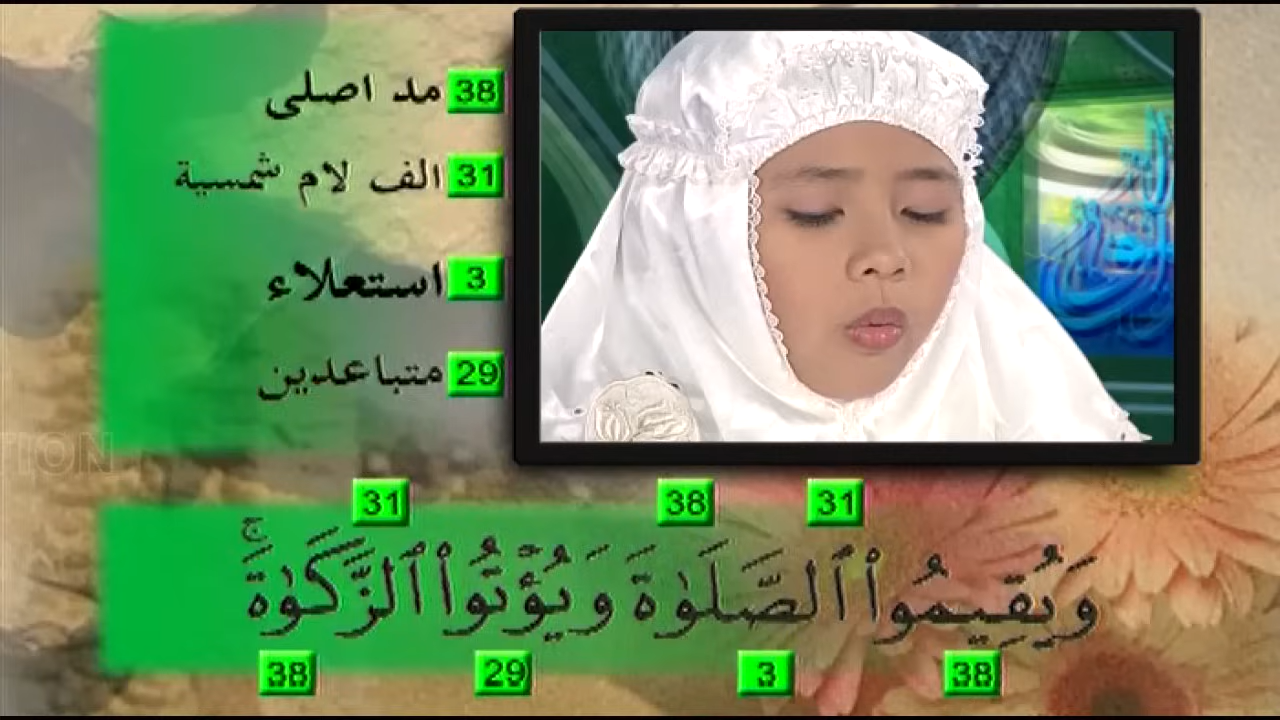 مد اصلى 38
الف لام شمسية 31
استعلاء 3
متباعدين 29
TION
31 38 31
وَيُقِيمُوا۟ ٱلصَّلَوٰةَ وَيُؤْتُوا۟ ٱلزَّكَوٰةَ ۚ
38 3 29 38